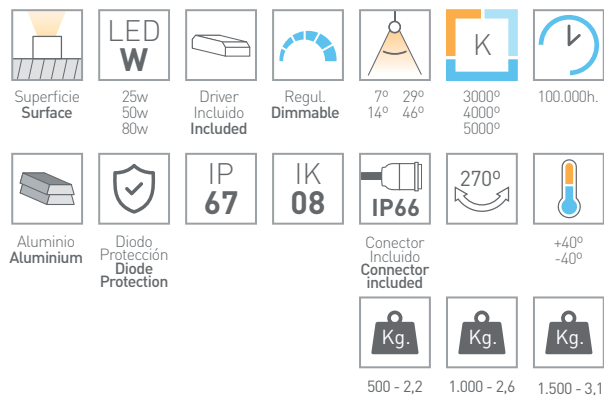 LED
W
K
Superficie
Surface
25w
50w
80w
Driver
Incluido
Included
Regul.
Dimmable
7º 29º
14º 46º
3000º
4000º
5000º
100.000h.
IP
67
IK
08
IP66
270º
Aluminio
Aluminium
Diodo
Protección
Diode
Protection
Conector
Incluido
Connector
included
+40º
-40º
Kg.
Kg.
Kg.
500 - 2,2
1.000 - 2,6
1.500 - 3,1